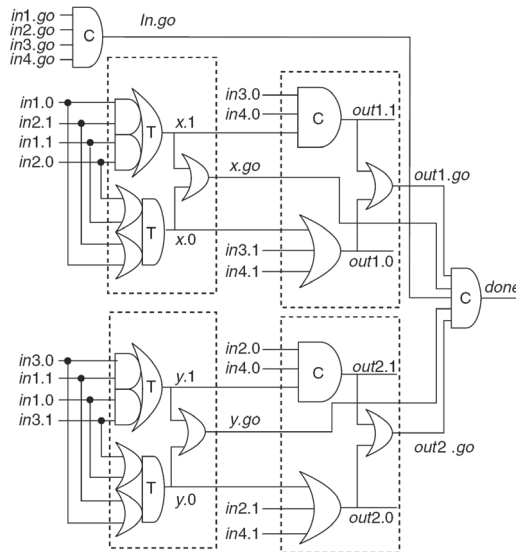 in1.go
in2.go
in3.go
in4.go
C
In.go
in1.0
in2.1
in1.1
in2.0
T
x.1
x.go
T
x.0
in3.0
in4.0
C
out1.1
out1.go
in3.1
in4.1
out1.0
C
done
in3.0
in1.1
in1.0
in3.1
T
y.1
y.go
T
y.0
in2.0
in4.0
C
out2.1
out2 .go
in2.1
in4.1
out2.0